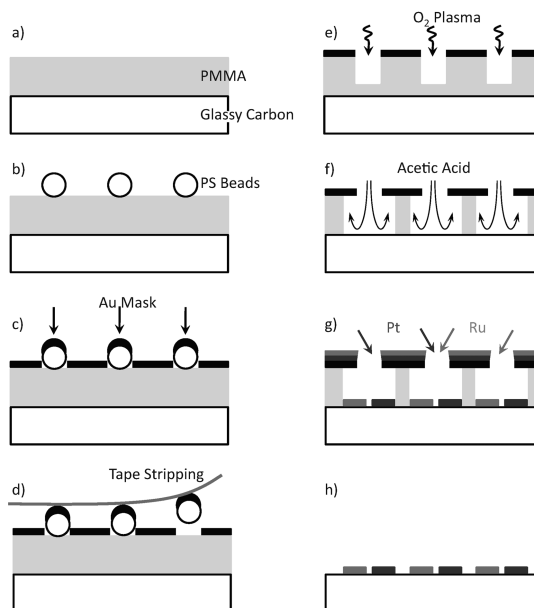 a)
PMMA
Glassy Carbon
b)
PS Beads
Au Mask
c)
Tape Stripping
d)
O2 Plasma
e)
f)
Acetic Acid
g)
Pt
Ru
h)